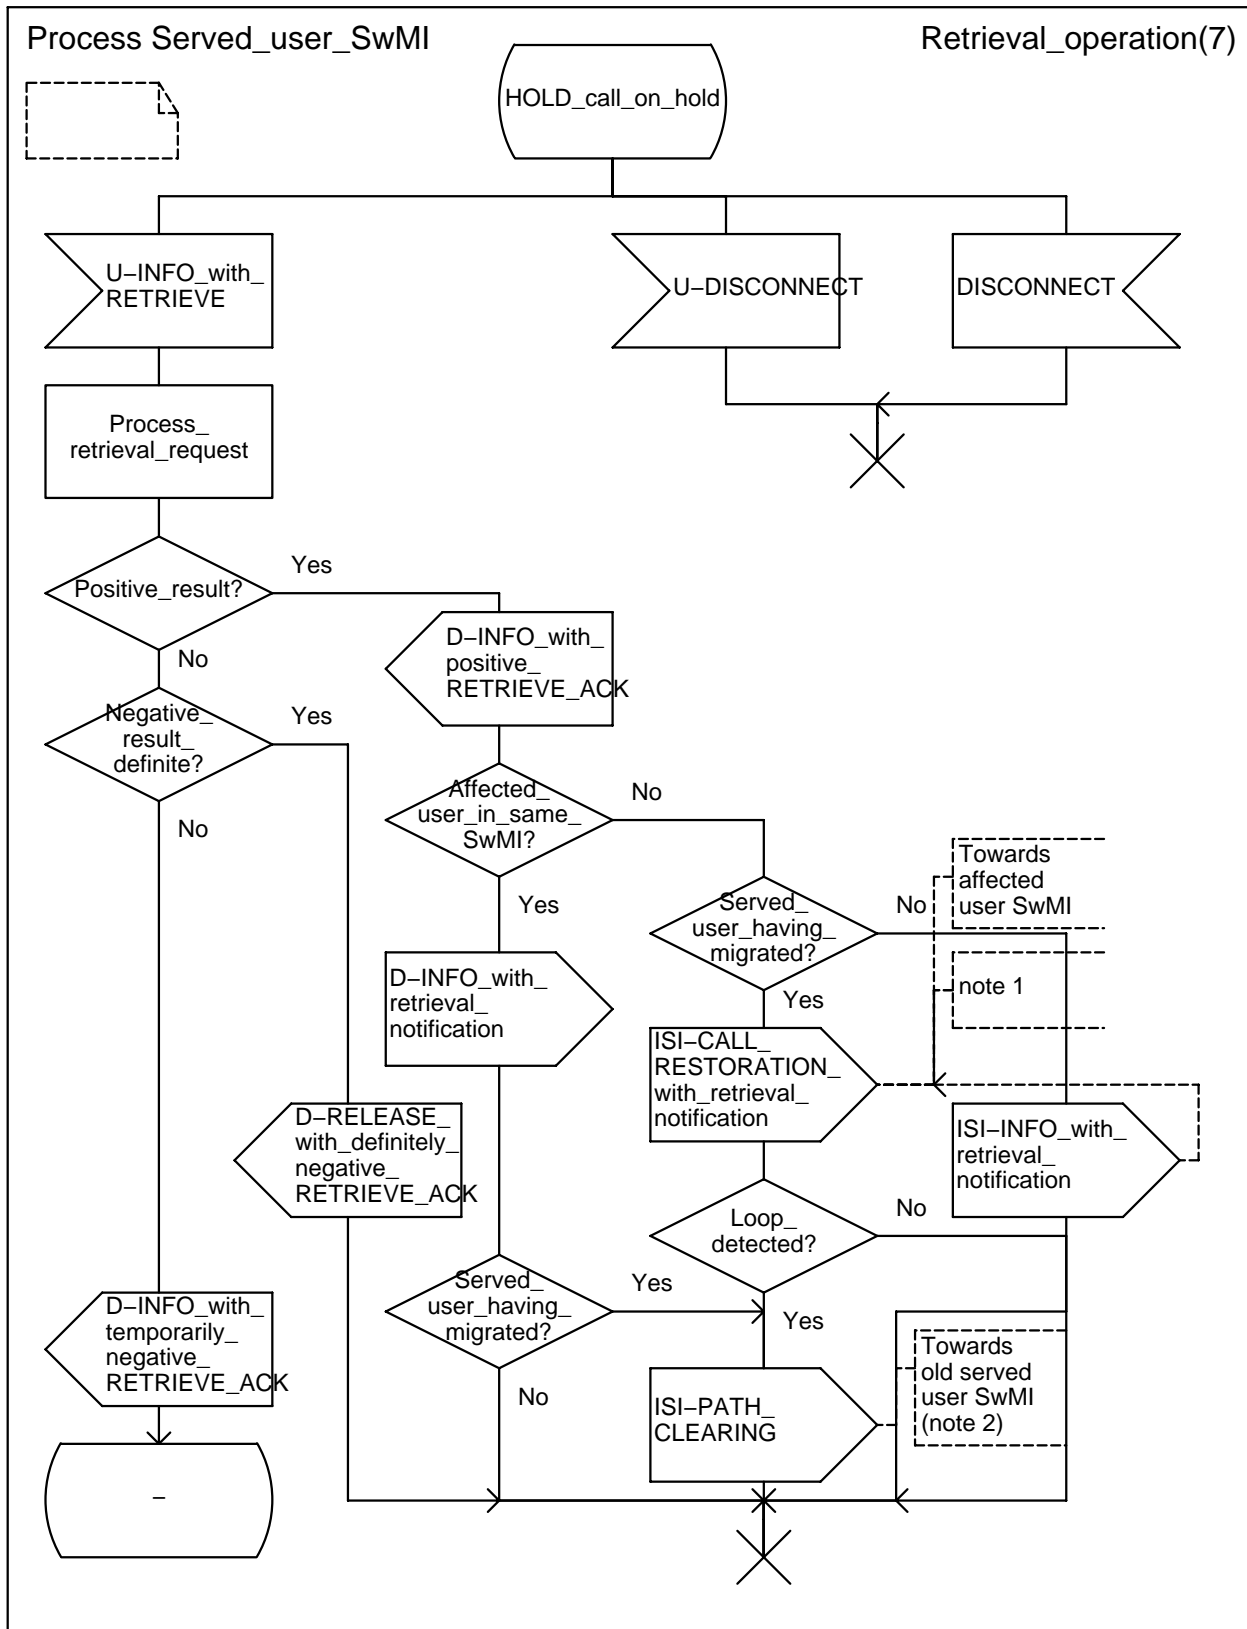 Process Served_user_SwMI
Retrieval_operation(7)
HOLD_call_on_hold
U−INFO_with_
RETRIEVE
U−DISCONNECT
DISCONNECT
Process_
retrieval_request
Positive_result?
Yes
No
D−INFO_with_
positive_
RETRIEVE_ACK
Negative_
result_
definite?
Yes
No
Affected_
user_in_same_
SwMI?
No
Yes
Towards
affected
user SwMI
Served_
user_having_
migrated?
No
Yes
note 1
D−INFO_with_
retrieval_
notification
ISI−CALL_
RESTORATION_
with_retrieval_
notification
D−RELEASE_
with_definitely_
negative_
RETRIEVE_ACK
ISI−INFO_with_
retrieval_
notification
Loop_
detected?
No
Yes
Served_
user_having_
migrated?
Yes
No
D−INFO_with_
temporarily_
negative_
RETRIEVE_ACK
Towards
old served
user SwMI
(note 2)
ISI−PATH_
CLEARING
−